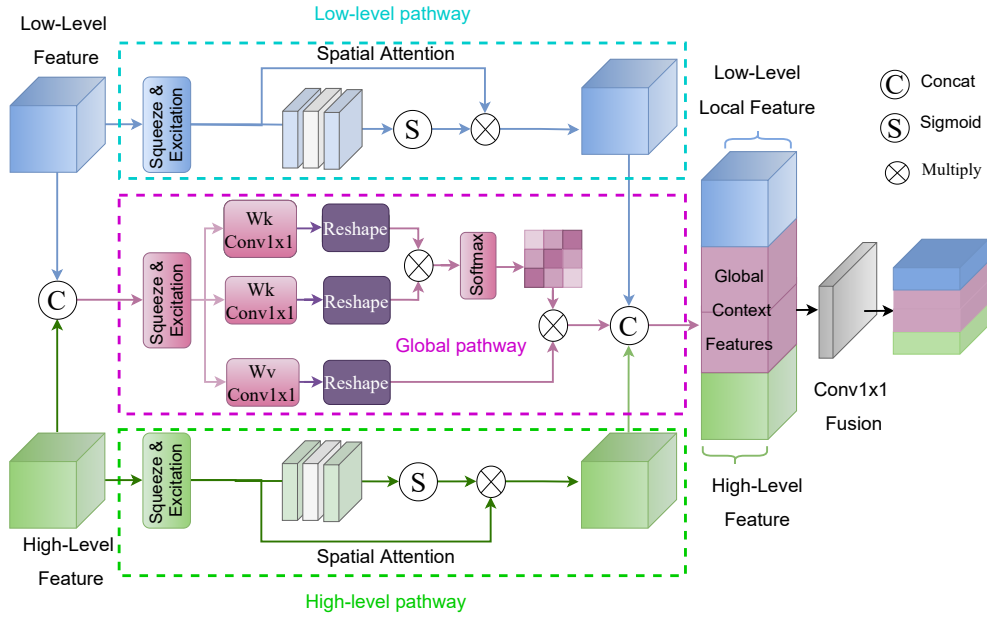 Low-level pathway
Low-Level
Feature
Spatial Attention
Squeeze &
Excitation
S
Low-Level
Local Feature
C
Concat
S
Sigmoid
Multiply
C
Squeeze &
Excitation
Wk
Conv1x1
Reshape
Wk
Conv1x1
Reshape
Softmax
Wv
Conv1x1
Reshape
Global pathway
C
Global
Context
Features
Conv1x1
Fusion
Squeeze &
Excitation
S
Spatial Attention
High-Level
Feature
High-Level
Feature
High-level pathway